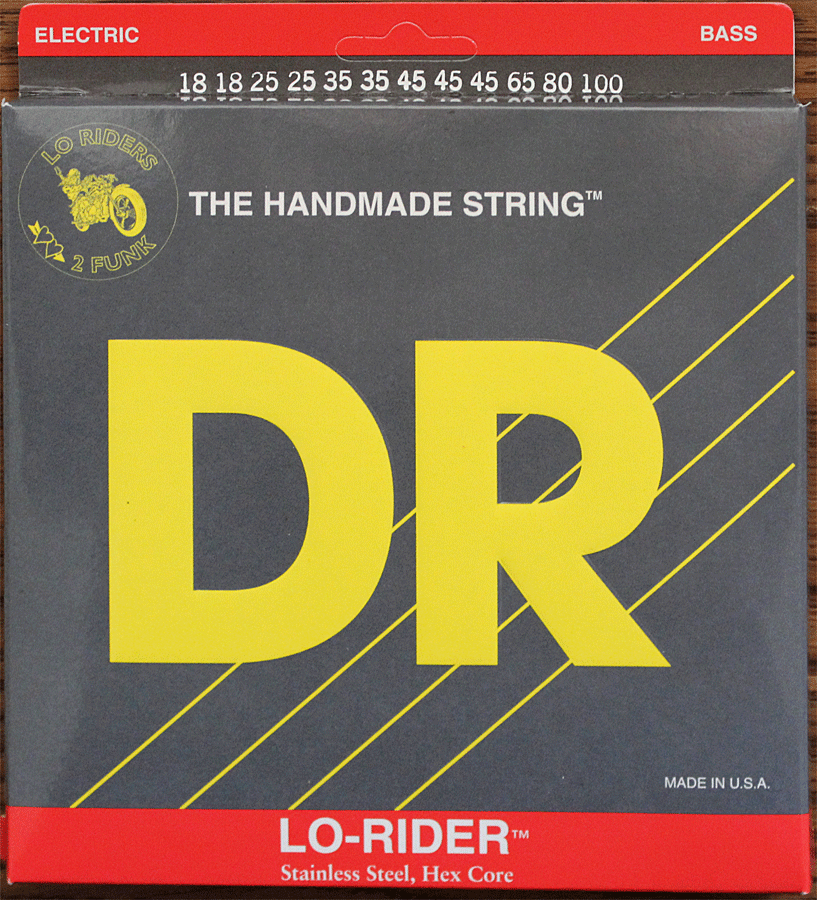 ELECTRIC
BASS
18 18 25 25 35 35 45 45 45 65 80 100
LO RIDERS
2 FUNK
THE HANDMADE STRING™
DR
MADE IN U.S.A.
LO-RIDER™
Stainless Steel, Hex Core